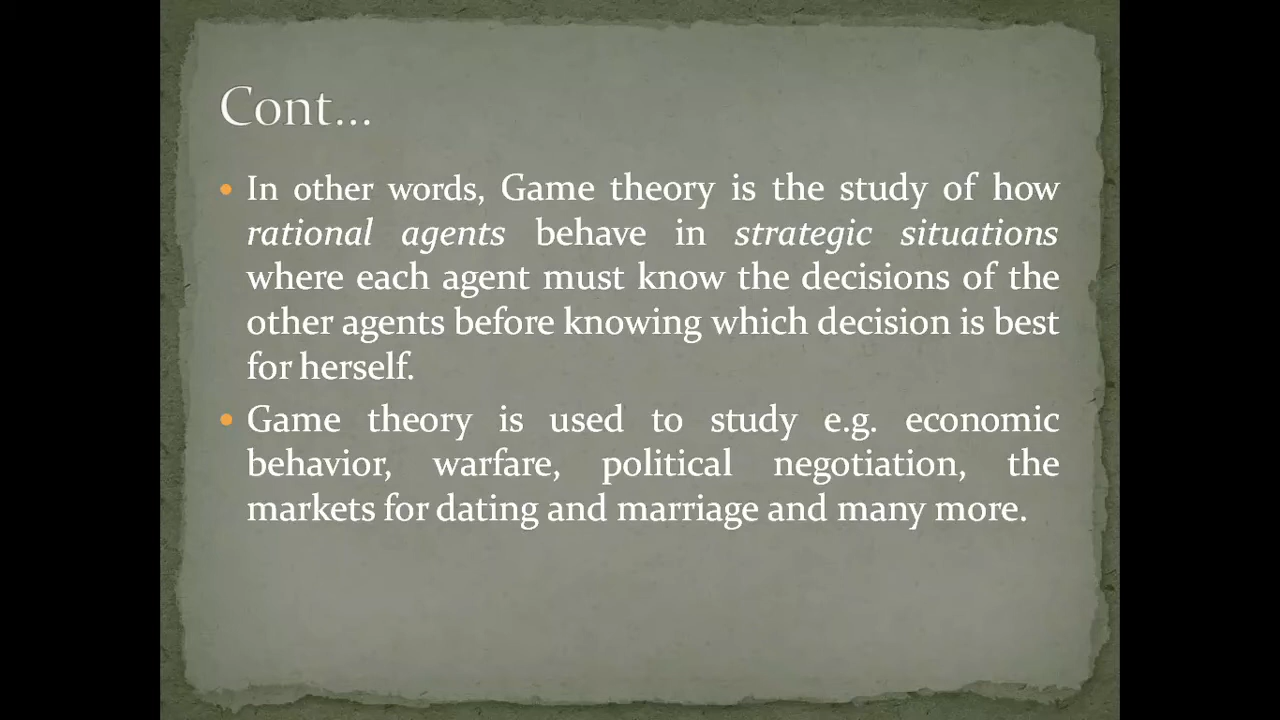 Cont...
• In other words, Game theory is the study of how
rational agents behave in strategic situations
where each agent must know the decisions of the
other agents before knowing which decision is best
for herself.
• Game theory is used to study e.g. economic
behavior, warfare, political negotiation, the
markets for dating and marriage and many more.